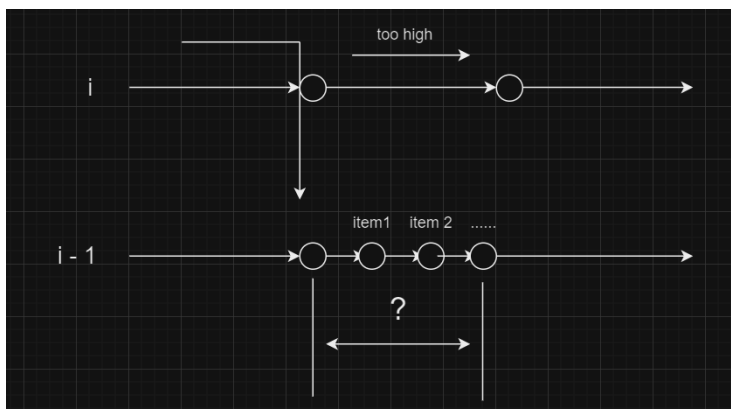 too high
i
item1 item 2 ......
i - 1
?